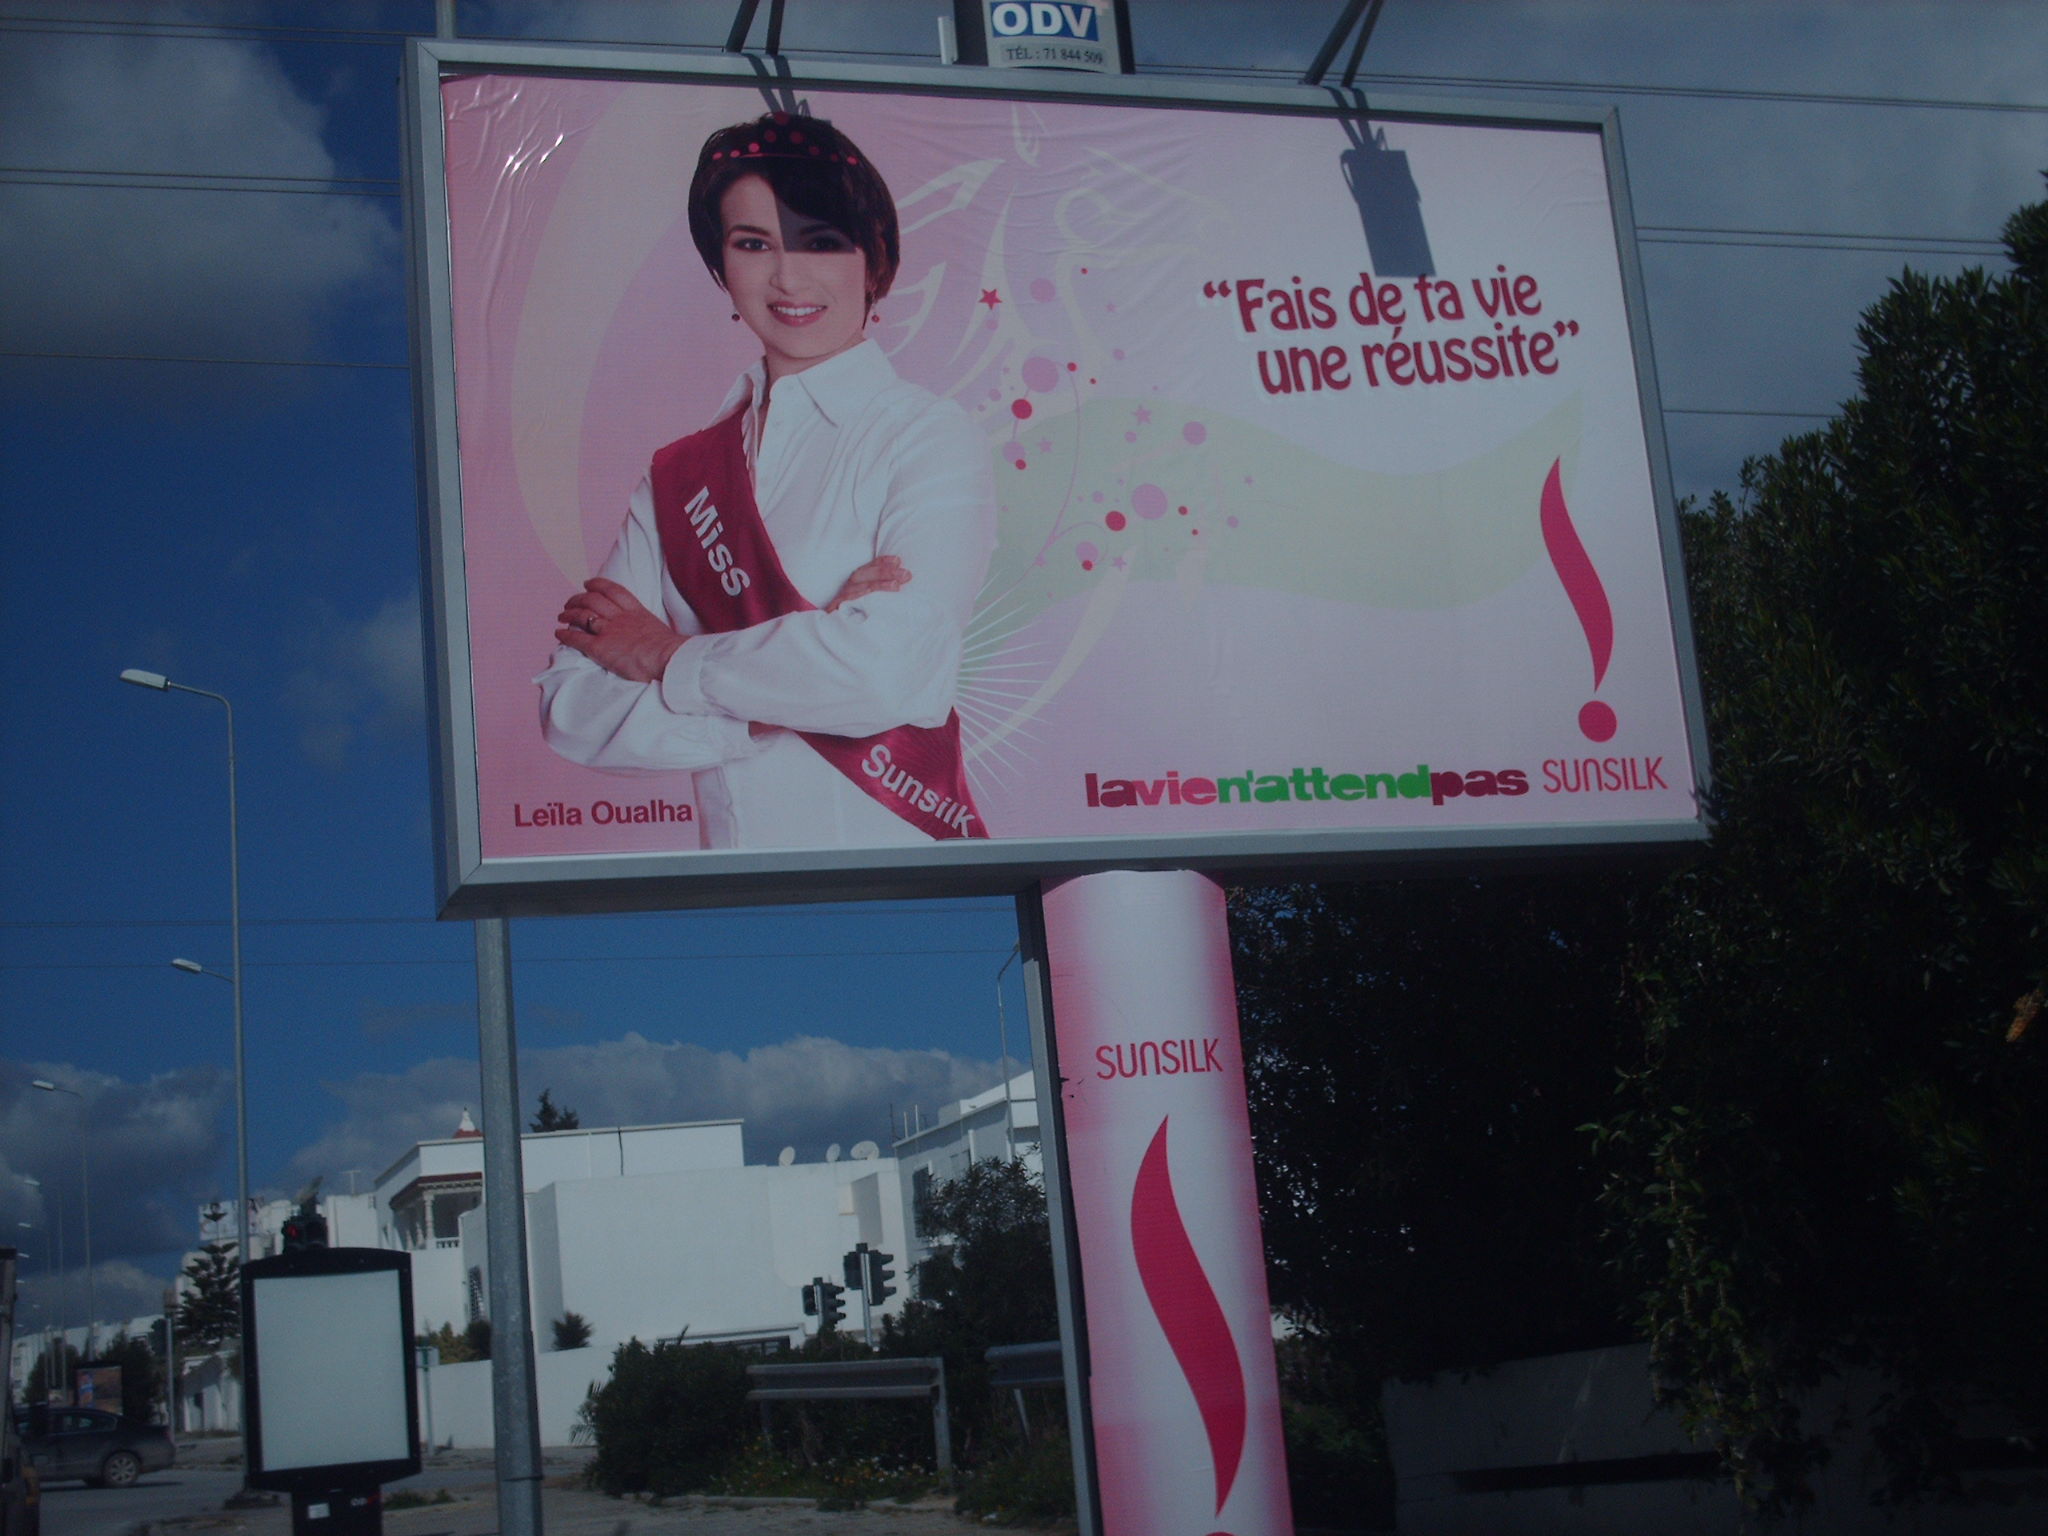 ODV
TÉL : 71 844 509
"Fais de ta vie
une réussite"
Miss
Sunsilk
Leïla Oualha
lavien'attendpas SUNSILK
SUNSILK